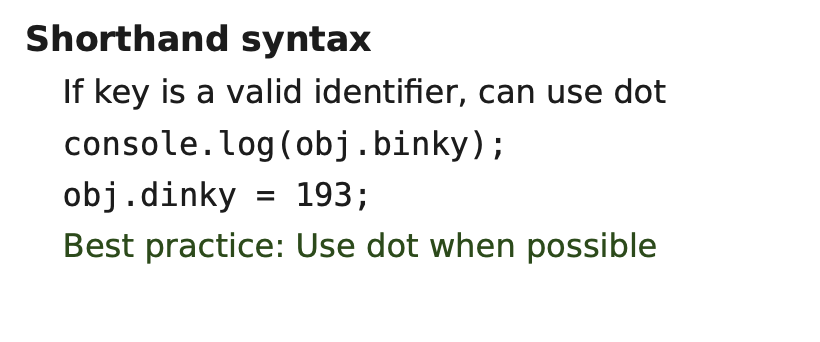 Shorthand syntax
If key is a valid identifier, can use dot
console.log(obj.binky);
obj.dinky = 193;
Best practice: Use dot when possible